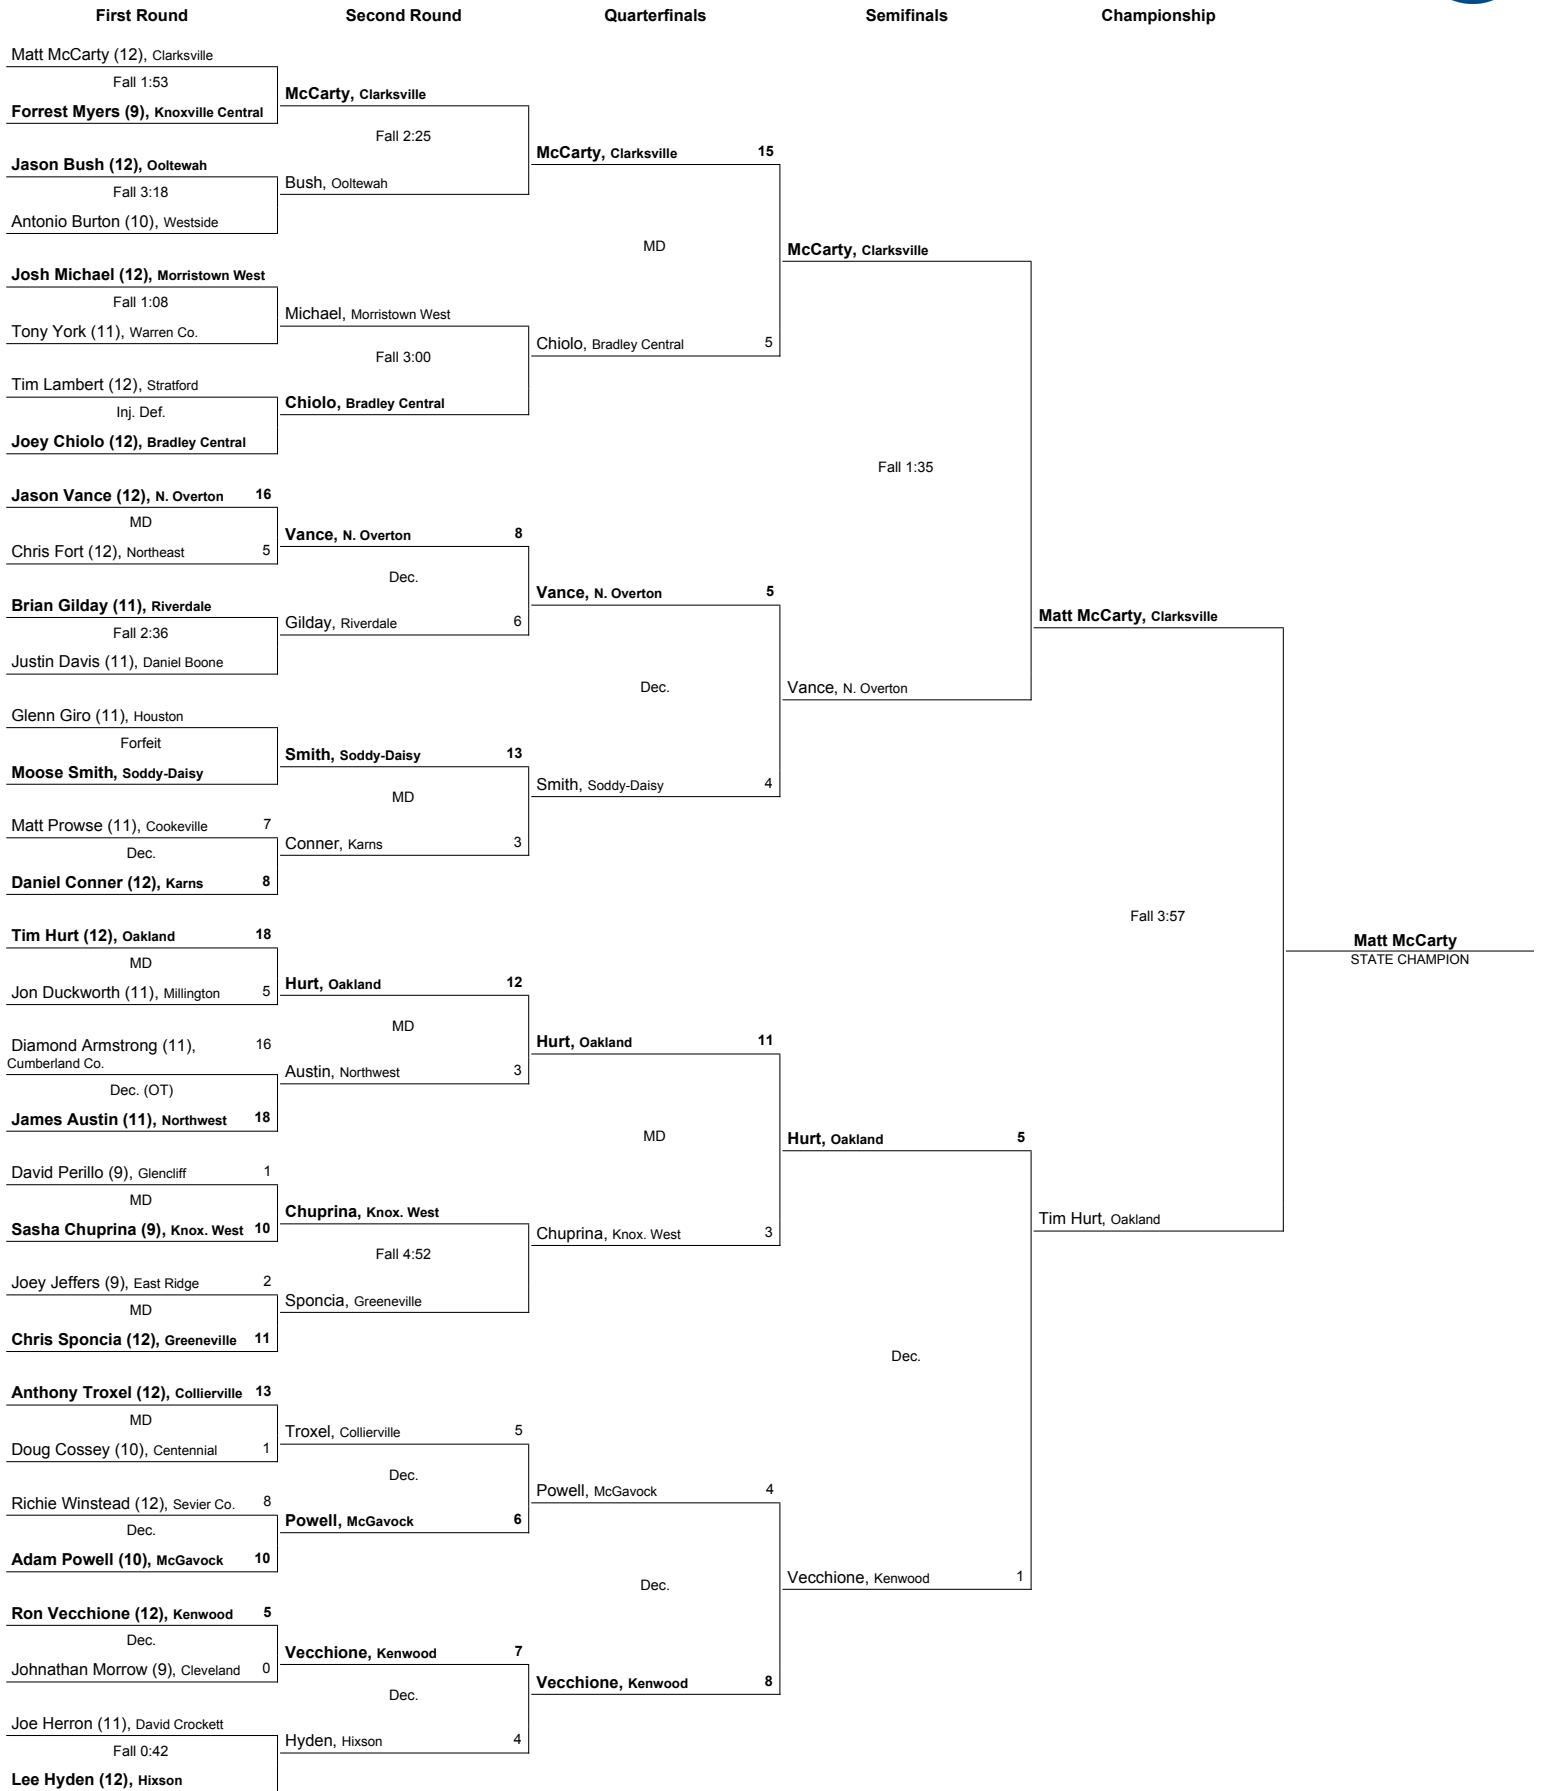 First Round Second Round Quarterfinals Semifinals Championship
Matt McCarty (12), Clarksville
Fall 1:53
Forrest Myers (9), Knoxville Central
McCarty, Clarksville
Fall 2:25
Bush, Ooltewah
Jason Bush (12), Ooltewah
Fall 3:18
Antonio Burton (10), Westside
McCarty, Clarksville 15
MD
Chiolo, Bradley Central 5
Josh Michael (12), Morristown West
Fall 1:08
Tony York (11), Warren Co.
Michael, Morristown West
Fall 3:00
Chiolo, Bradley Central
Tim Lambert (12), Stratford
Inj. Def.
Joey Chiolo (12), Bradley Central
McCarty, Clarksville
Fall 1:35
Vance, N. Overton
Jason Vance (12), N. Overton 16
MD
Chris Fort (12), Northeast 5
Vance, N. Overton 8
Dec.
Gilday, Riverdale 6
Brian Gilday (11), Riverdale
Fall 2:36
Justin Davis (11), Daniel Boone
Vance, N. Overton 5
Dec.
Smith, Soddy-Daisy 4
Glenn Giro (11), Houston
Forfeit
Moose Smith, Soddy-Daisy
Smith, Soddy-Daisy 13
MD
Conner, Karns 3
Matt Prowse (11), Cookeville 7
Dec.
Daniel Conner (12), Karns 8
Matt McCarty, Clarksville
Fall 3:57
Tim Hurt, Oakland
Matt McCarty
STATE CHAMPION
Tim Hurt (12), Oakland 18
MD
Jon Duckworth (11), Millington 5
Hurt, Oakland 12
MD
Austin, Northwest 3
Diamond Armstrong (11), 16
Cumberland Co.
Dec. (OT)
James Austin (11), Northwest 18
Hurt, Oakland 11
MD
Chuprina, Knox. West 3
David Perillo (9), Glencliff 1
MD
Sasha Chuprina (9), Knox. West 10
Chuprina, Knox. West
Fall 4:52
Sponcia, Greeneville
Joey Jeffers (9), East Ridge 2
MD
Chris Sponcia (12), Greeneville 11
Hurt, Oakland 5
Dec.
Vecchione, Kenwood 1
Anthony Troxel (12), Collierville 13
MD
Doug Cossey (10), Centennial 1
Troxel, Collierville 5
Dec.
Powell, McGavock 6
Richie Winstead (12), Sevier Co. 8
Dec.
Adam Powell (10), McGavock 10
Powell, McGavock 4
Dec.
Vecchione, Kenwood 8
Ron Vecchione (12), Kenwood 5
Dec.
Johnathan Morrow (9), Cleveland 0
Vecchione, Kenwood 7
Dec.
Hyden, Hixson 4
Joe Herron (11), David Crockett
Fall 0:42
Lee Hyden (12), Hixson